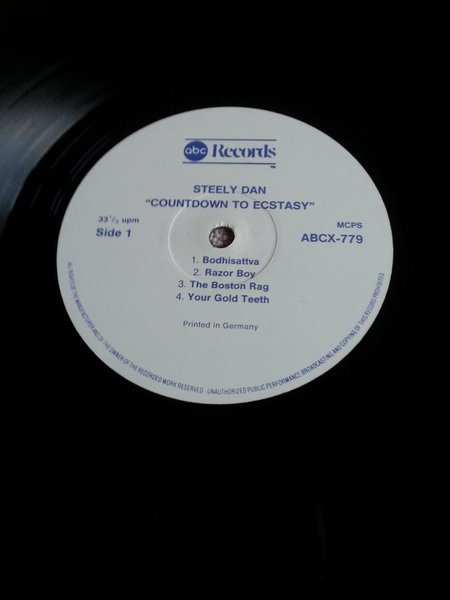 abc Records
STEELY DAN
"COUNTDOWN TO ECSTASY"
33 1/3 upm
Side 1
MCPS
ABCX-779
1. Bodhisattva
2. Razor Boy
3. The Boston Rag
4. Your Gold Teeth
Printed in Germany
ALL RIGHTS OF THE MANUFACTURER AND OF THE OWNER OF THE RECORDED WORK RESERVED - UNAUTHORIZED PUBLIC PERFORMANCE, BROADCASTING AND COPYING OF THIS RECORD PROHIBITED